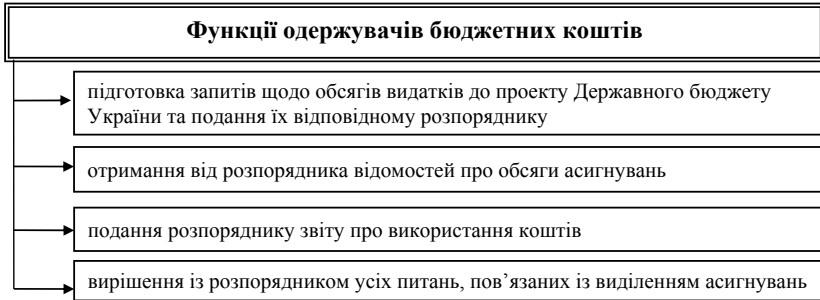 Функції одержувачів бюджетних коштів
підготовка запитів щодо обсягів видатків до проекту Державного бюджету
України та подання їх відповідному розпоряднику
отримання від розпорядника відомостей про обсяги асигнувань
подання розпоряднику звіту про використання коштів
вирішення із розпорядником усіх питань, пов’язаних із виділенням асигнувань